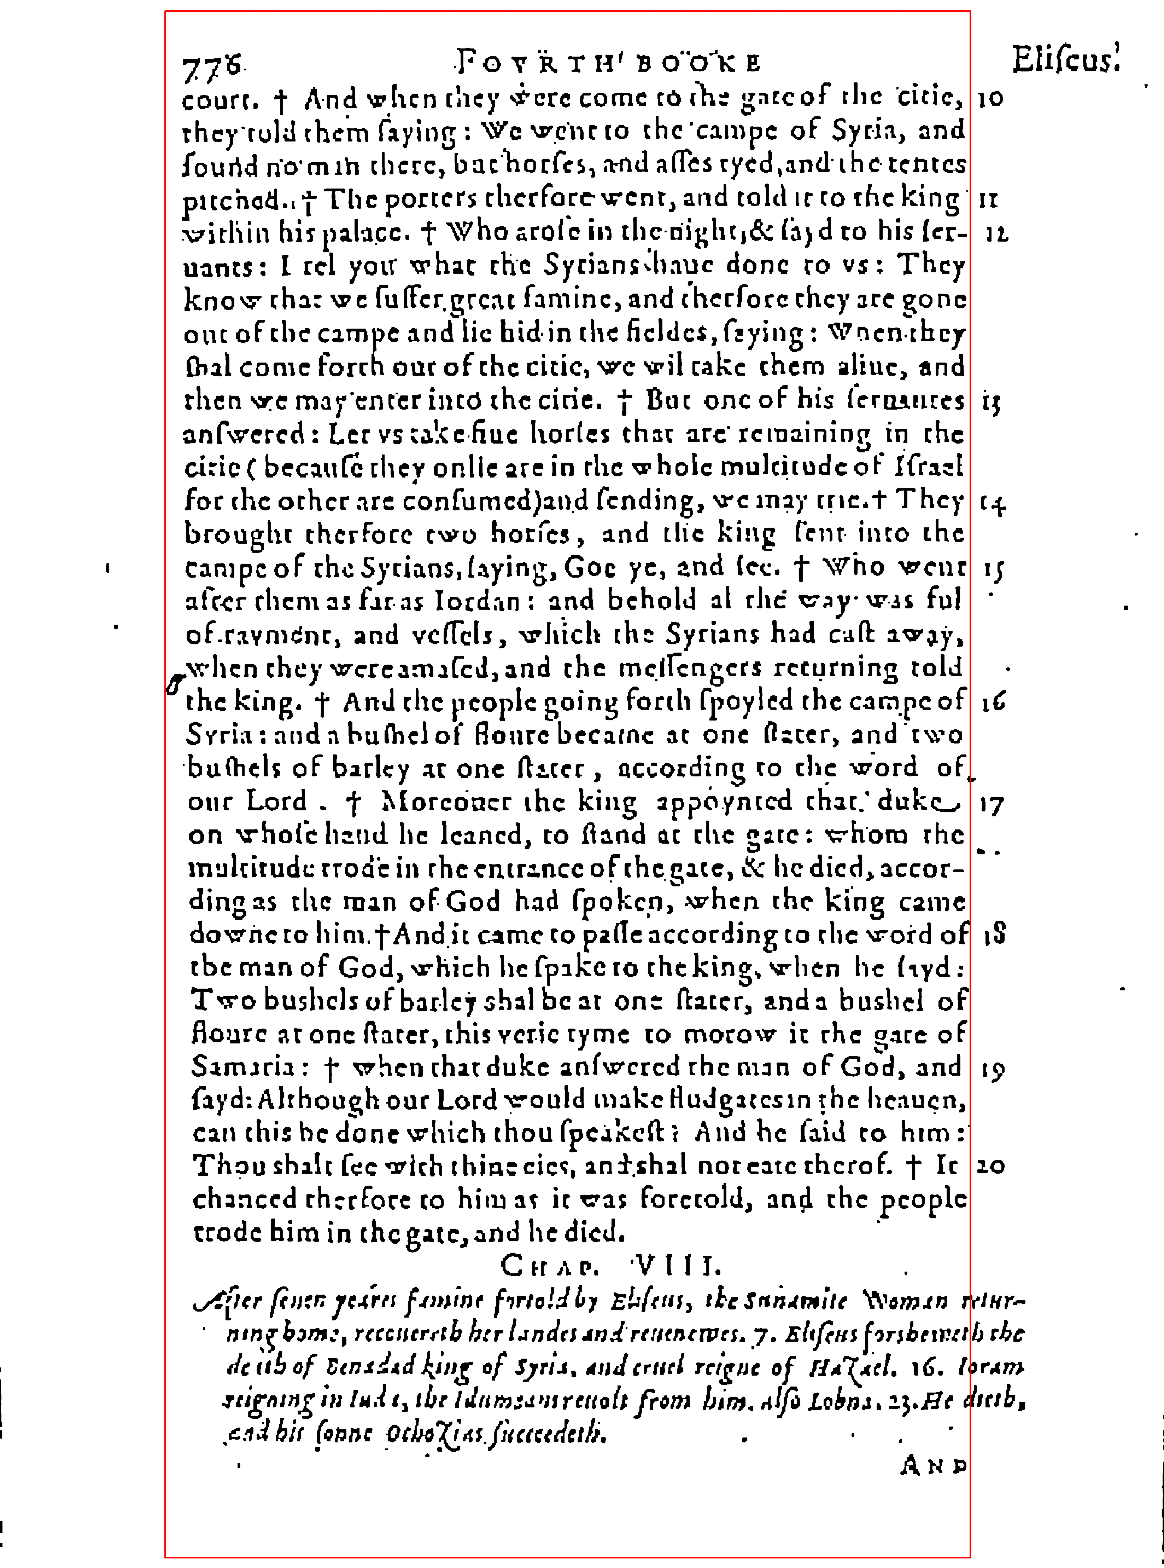 776 FOVRTH BOOKE Eliſeus.
court. † And when they were come to the gate of the citie, 10
they told them ſaying: We went to the campe of Syria, and
found no man there, but horſes, and aſſes tyed, and the tentes
pitched. † The porters therfore went, and told it to the king 11
within his palace. † Who aroſe in the night, & ſayd to his ſer- 12
uants: I tel you what the Syrians haue done to vs: They
know that we ſuffer great famine, and therfore they are gone
out of the campe and lie hid in the fieldes, ſaying: When they
ſhal come forth out of the citie, we wil take them aliue, and
then we may enter into the citie. † But one of his ſeruantes 13
anſwered: Let vs take fiue horſes that are remaining in the
citie (becauſe they onlie are in the whole multitude of Iſrael
for the other are conſumed) and ſending, we may trie. † They 14
brought therfore two horſes, and the king ſent into the
campe of the Syrians, ſaying, Goe ye, and ſee. † Who went 15
after them as far as Iordan: and behold al the way was ful
of rayment, and veſſels, which the Syrians had caſt away,
when they were amaſed, and the meſſengers returning told
the king. † And the people going forth ſpoyled the campe of 16
Syria: and a buſhel of floure became at one ſtater, and two
buſhels of barley at one ſtater, according to the word of
our Lord. † Moreouer the king appoynted that duke 17
on whoſe hand he leaned, to ſtand at the gate: whom the
multitude trode in the entrance of the gate, & he died, accor-
ding as the man of God had ſpoken, when the king came
downe to him. † And it came to paſſe according to the word of 18
the man of God, which he ſpake to the king, when he ſayd:
Two bushels of barley shal be at one ſtater, and a bushel of
floure at one ſtater, this verie tyme to morow it the gate of
Samaria: † when that duke anſwered the man of God, and 19
ſayd: Although our Lord would make fludgates in the heauen,
can this be done which thou ſpeakeſt? And he ſaid to him:
Thou shalt ſee with thine eies, and shal not eate therof. † It 20
chanced therfore to him as it was foretold, and the people
trode him in the gate, and he died.
CHAP. VIII.
After ſeuen yeares famine fortold by Eliſeus, the Sunamite Woman retur-
ning home, recouereth her landes and reuenewes. 7. Eliſeus forsheweth the
death of Benadad king of Syria, and cruel reigne of Hazael. 16. Ioram
reigning in Iuda, the Idumeans reuolt from him. Alſo Lobna. 23. He dieth,
and his ſonne Ochozias ſucceedeth.
AND